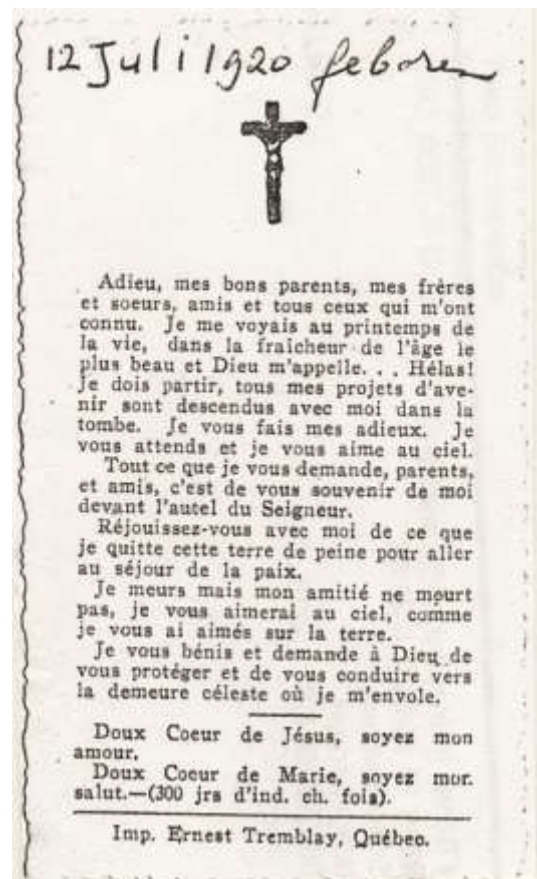 12 Juli 1920 geboren
Adieu, mes bons parents, mes frères
et soeurs, amis et tous ceux qui m'ont
connu. Je me voyais au printemps de
la vie, dans la fraîcheur de l'âge le
plus beau et Dieu m'appelle. . . Hélas!
je dois partir, tous mes projets d'ave-
nir sont descendus avec moi dans la
tombe. Je vous fais mes adieux. Je
vous attends et je vous aime au ciel.
Tout ce que je vous demande, parents,
et amis, c'est de vous souvenir de moi
devant l'autel du Seigneur.
Réjouissez-vous avec moi de ce que
je quitte cette terre de peine pour aller
au séjour de la paix.
Je meurs mais mon amitié ne meurt
pas, je vous aimerai au ciel, comme
je vous ai aimés sur la terre.
Je vous bénis et demande à Dieu de
vous protéger et de vous conduire vers
la demeure céleste où je m'envole.
Doux Coeur de Jésus, soyez mon
amour.
Doux Coeur de Marie, soyez mon
salut.—(300 jrs d'ind. ch. fois).
Imp. Ernest Tremblay, Québec.